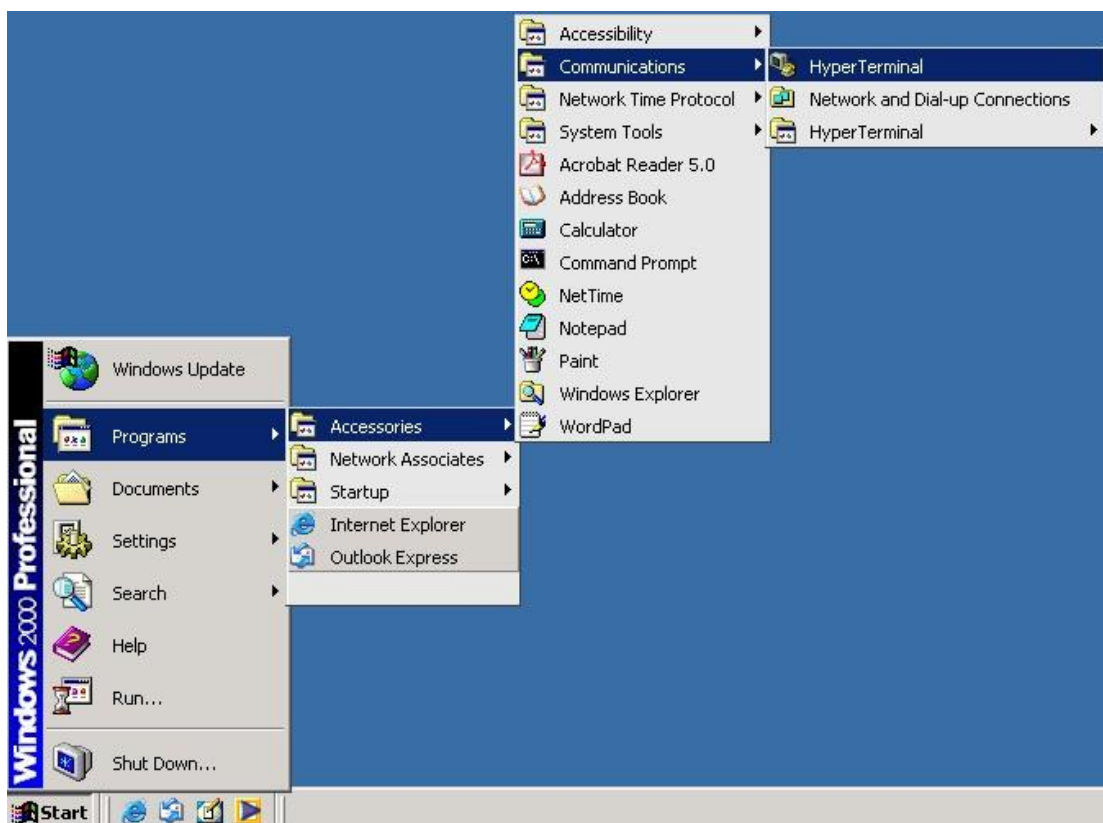 Accessibility
Communications
Network Time Protocol
System Tools
Acrobat Reader 5.0
Address Book
Calculator
Command Prompt
NetTime
Notepad
Paint
Windows Explorer
WordPad
HyperTerminal
Network and Dial-up Connections
HyperTerminal
Windows Update
Programs
Documents
Settings
Search
Help
Run...
Shut Down...
Accessories
Network Associates
Startup
Internet Explorer
Outlook Express
Windows 2000 Professional
Start